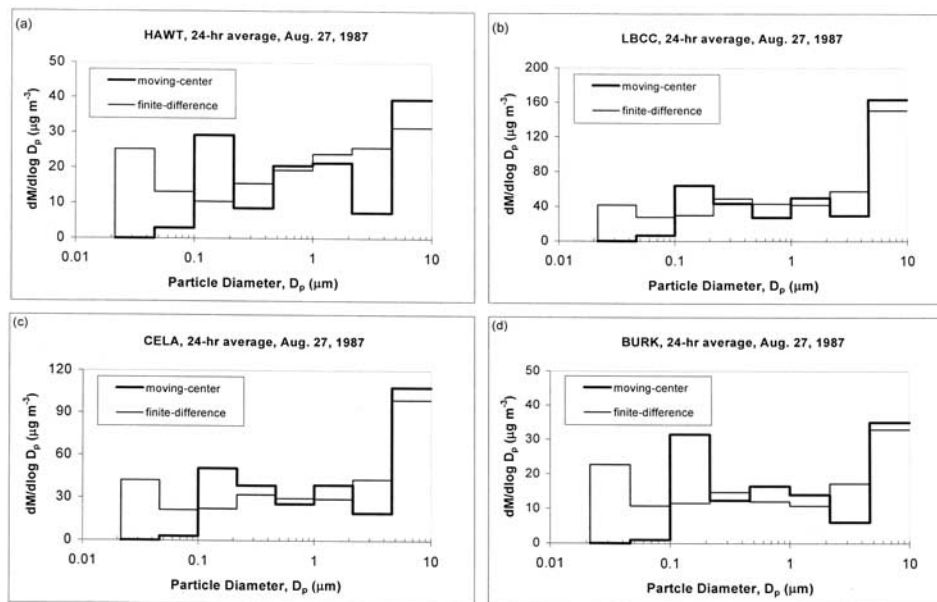 (a)
HAWT, 24-hr average, Aug. 27, 1987
50
40
30
20
10
0
dM/dlog Dp (μg m-3)
moving-center
finite-difference
0.01 0.1 1 10
Particle Diameter, Dp (μm)
(b)
LBCC, 24-hr average, Aug. 27, 1987
200
160
120
80
40
0
dM/dlog Dp (μg m-3)
moving-center
finite-difference
0.01 0.1 1 10
Particle Diameter, Dp (μm)
(c)
CELA, 24-hr average, Aug. 27, 1987
120
90
60
30
0
dM/dlog Dp (μg m-3)
moving-center
finite-difference
0.01 0.1 1 10
Particle Diameter, Dp (μm)
(d)
BURK, 24-hr average, Aug. 27, 1987
50
40
30
20
10
0
dM/dlog Dp (μg m-3)
moving-center
finite-difference
0.01 0.1 1 10
Particle Diameter, Dp (μm)